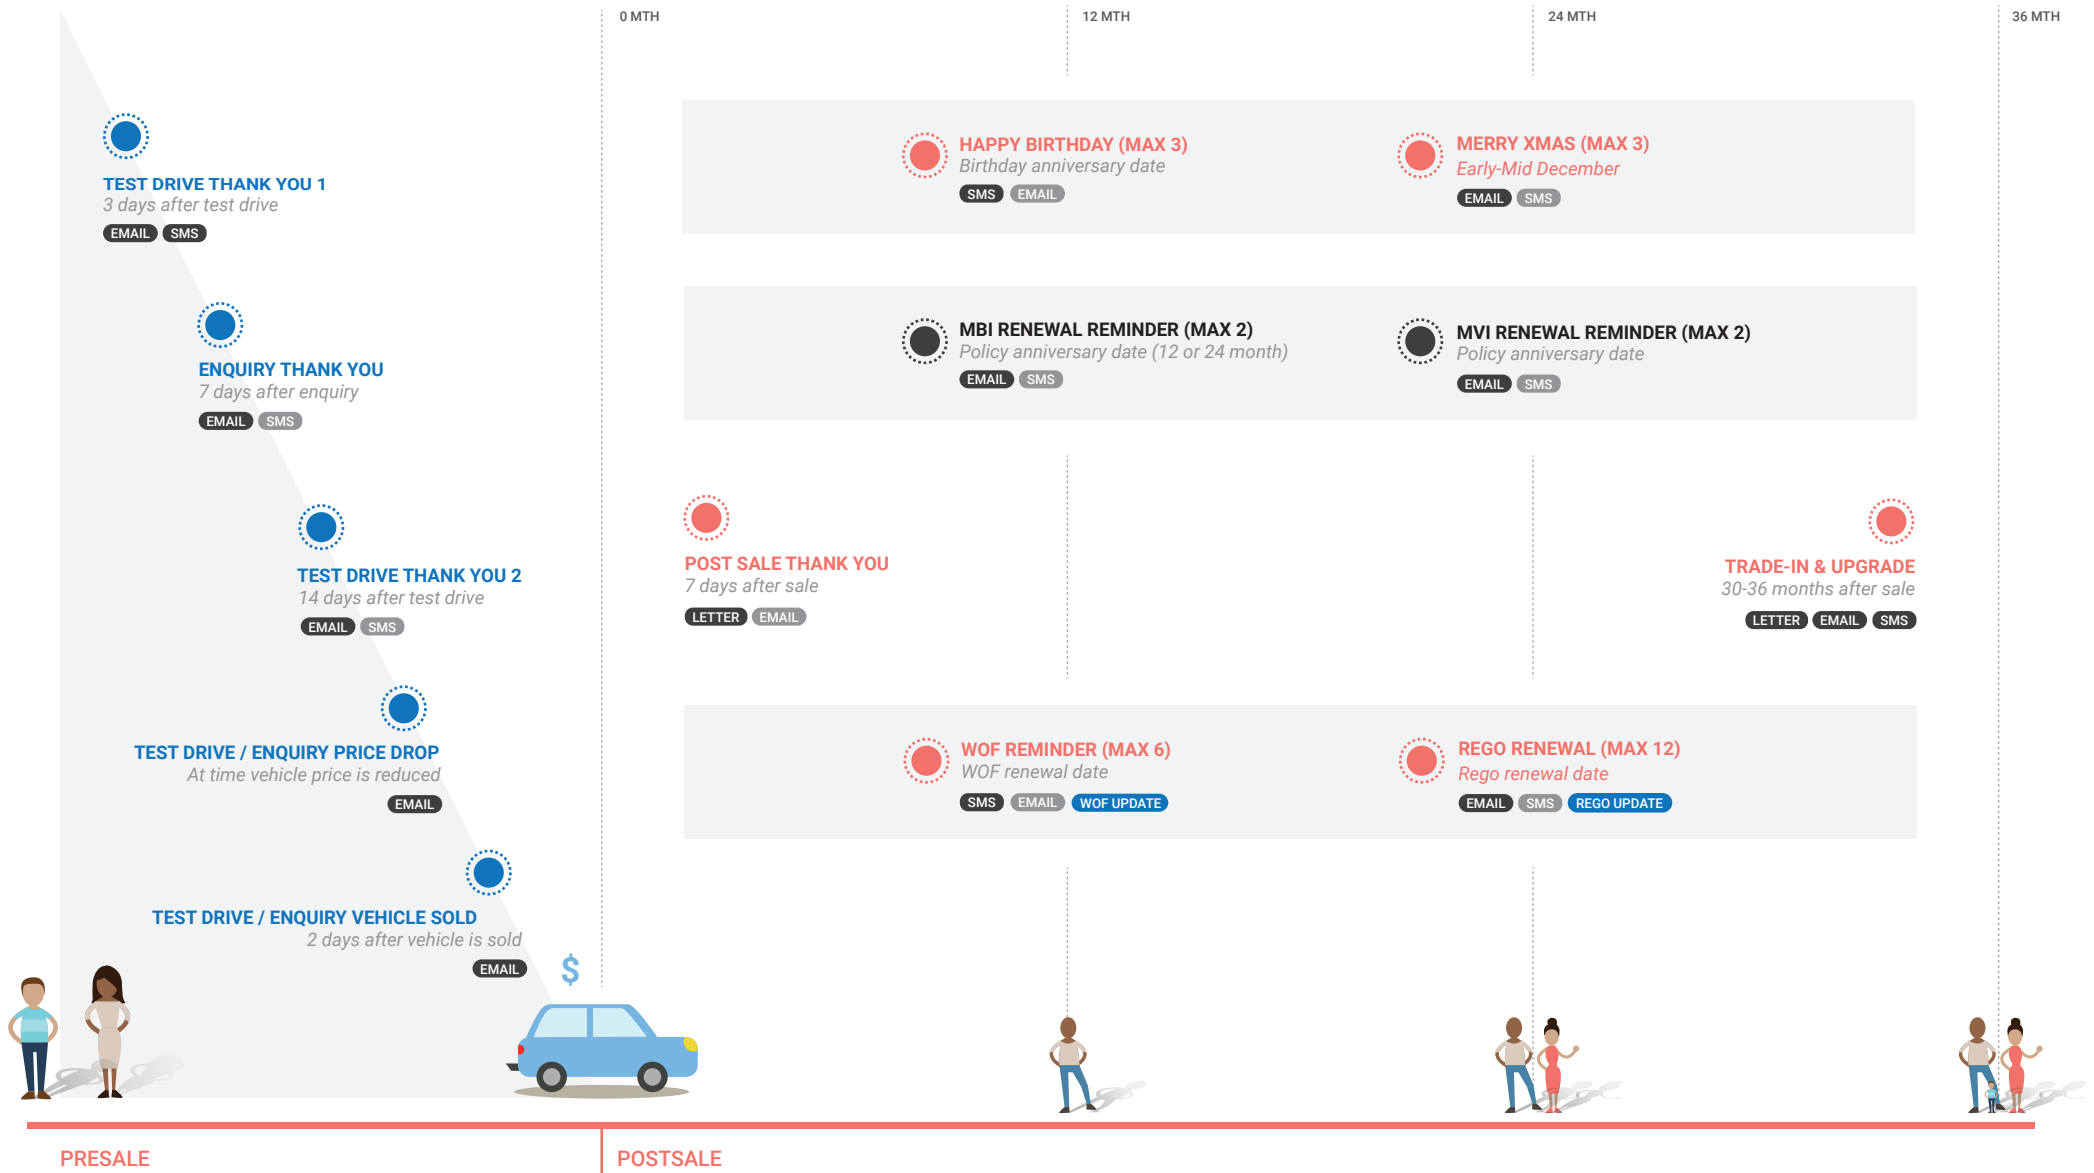 0 MTH
12 MTH
24 MTH
36 MTH
TEST DRIVE THANK YOU 1
3 days after test drive
EMAIL SMS
ENQUIRY THANK YOU
7 days after enquiry
EMAIL SMS
TEST DRIVE THANK YOU 2
14 days after test drive
EMAIL SMS
TEST DRIVE / ENQUIRY PRICE DROP
At time vehicle price is reduced
EMAIL
TEST DRIVE / ENQUIRY VEHICLE SOLD
2 days after vehicle is sold
EMAIL
$
HAPPY BIRTHDAY (MAX 3)
Birthday anniversary date
SMS EMAIL
MERRY XMAS (MAX 3)
Early-Mid December
EMAIL SMS
MBI RENEWAL REMINDER (MAX 2)
Policy anniversary date (12 or 24 month)
EMAIL SMS
MVI RENEWAL REMINDER (MAX 2)
Policy anniversary date
EMAIL SMS
POST SALE THANK YOU
7 days after sale
LETTER EMAIL
TRADE-IN & UPGRADE
30-36 months after sale
LETTER EMAIL SMS
WOF REMINDER (MAX 6)
WOF renewal date
SMS EMAIL WOF UPDATE
REGO RENEWAL (MAX 12)
Rego renewal date
EMAIL SMS REGO UPDATE
PRESALE
POSTSALE